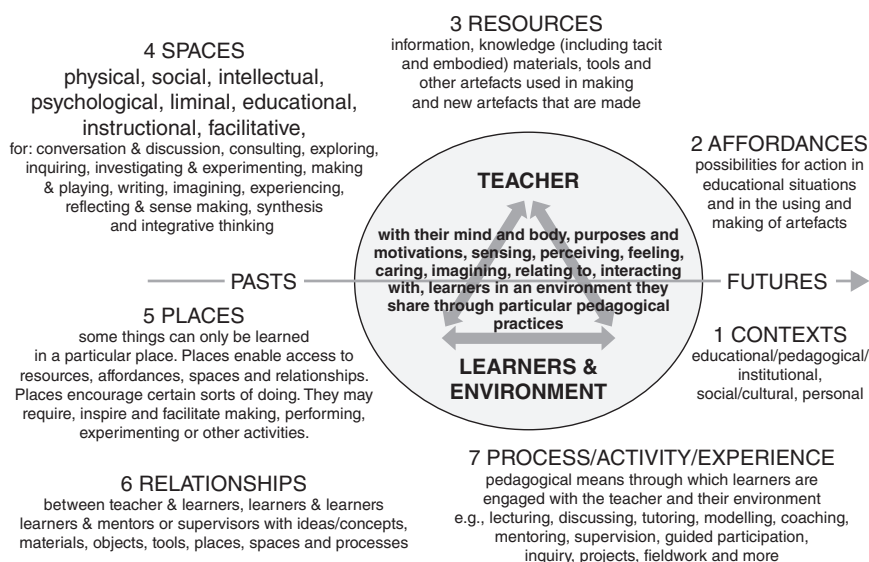 3 RESOURCES
information, knowledge (including tacit
and embodied) materials, tools and
other artefacts used in making
and new artefacts that are made
4 SPACES
physical, social, intellectual,
psychological, liminal, educational,
instructional, facilitative,
for: conversation & discussion, consulting, exploring,
inquiring, investigating & experimenting, making
& playing, writing, imagining, experiencing,
reflecting & sense making, synthesis
and integrative thinking
2 AFFORDANCES
possibilities for action in
educational situations
and in the using and
making of artefacts
TEACHER
with their mind and body, purposes and
motivations, sensing, perceiving, feeling,
caring, imagining, relating to, interacting
with, learners in an environment they
share through particular pedagogical
practices
LEARNERS &
ENVIRONMENT
PASTS
FUTURES
5 PLACES
some things can only be learned
in a particular place. Places enable access to
resources, affordances, spaces and relationships.
Places encourage certain sorts of doing. They may
require, inspire and facilitate making, performing,
experimenting or other activities.
1 CONTEXTS
educational/pedagogical/
institutional,
social/cultural, personal
6 RELATIONSHIPS
between teacher & learners, learners & learners
learners & mentors or supervisors with ideas/concepts,
materials, objects, tools, places, spaces and processes
7 PROCESS/ACTIVITY/EXPERIENCE
pedagogical means through which learners are
engaged with the teacher and their environment
e.g., lecturing, discussing, tutoring, modelling, coaching,
mentoring, supervision, guided participation,
inquiry, projects, fieldwork and more